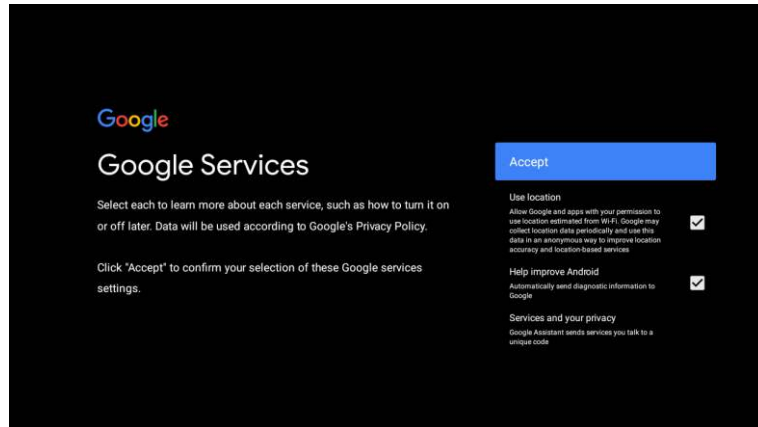 Google
Google Services
Select each to learn more about each service, such as how to turn it on
or off later. Data will be used according to Google's Privacy Policy.
Click "Accept" to confirm your selection of these Google services
settings.
Accept
Use location
Allow Google and apps with your permission to
use location estimated from Wi-Fi. Google may
collect location data periodically and use this
data in an anonymous way to improve location
accuracy and location-based services
Help improve Android
Automatically send diagnostic information to
Google
Services and your privacy
Google Assistant sends services you talk to a
unique code